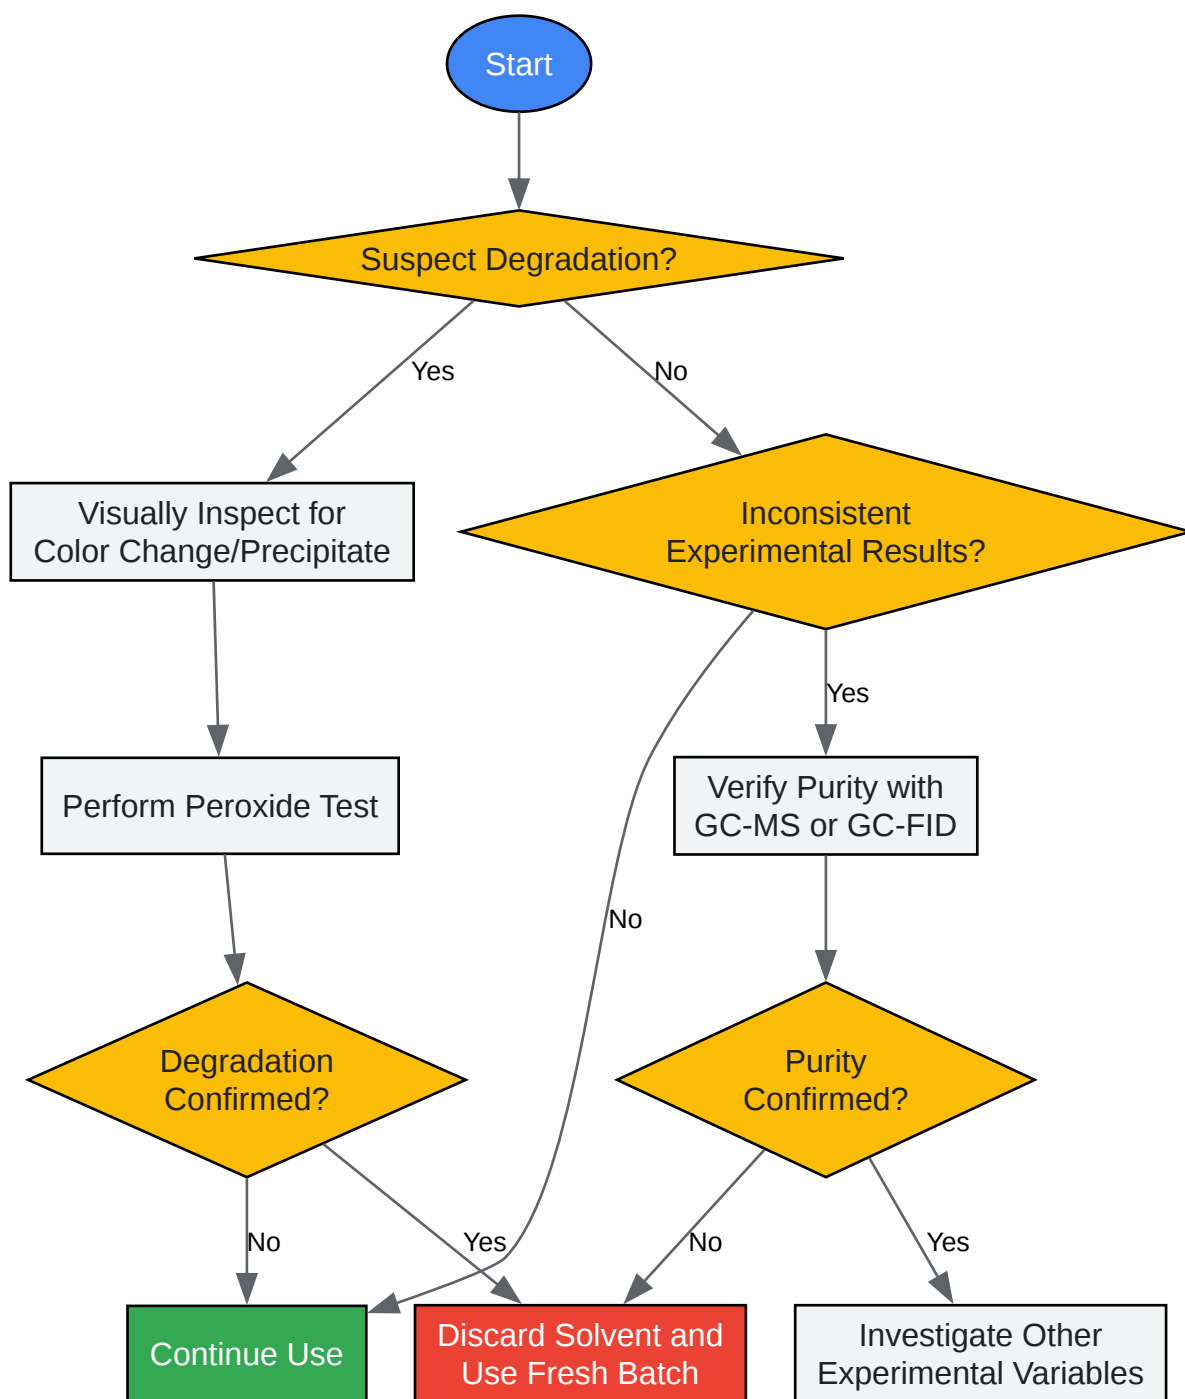 Start
Suspect Degradation?
Yes
No
Visually Inspect for
Color Change/Precipitate
Inconsistent
Experimental Results?
Yes
Perform Peroxide Test
Verify Purity with
GC-MS or GC-FID
No
Degradation
Confirmed?
Purity
Confirmed?
No
Yes
No
Yes
Continue Use
Discard Solvent and
Use Fresh Batch
Investigate Other
Experimental Variables